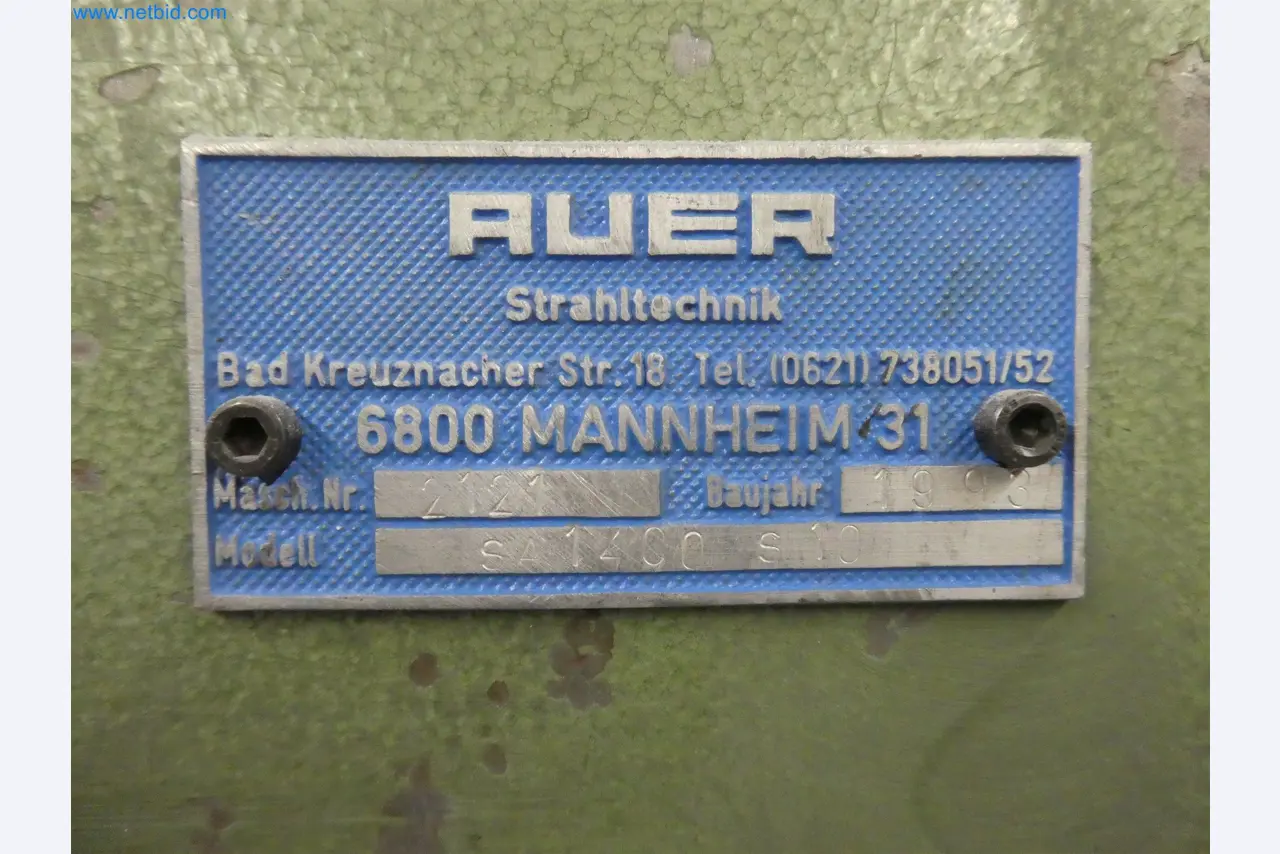 www.netbid.com
AUER
Strahltechnik
Bad Kreuznacher Str. 18 Tel. (0621) 738051/52
6800 MANNHEIM 31
Masch. Nr. 2121 Baujahr 1993
Modell SA 1400 S 10